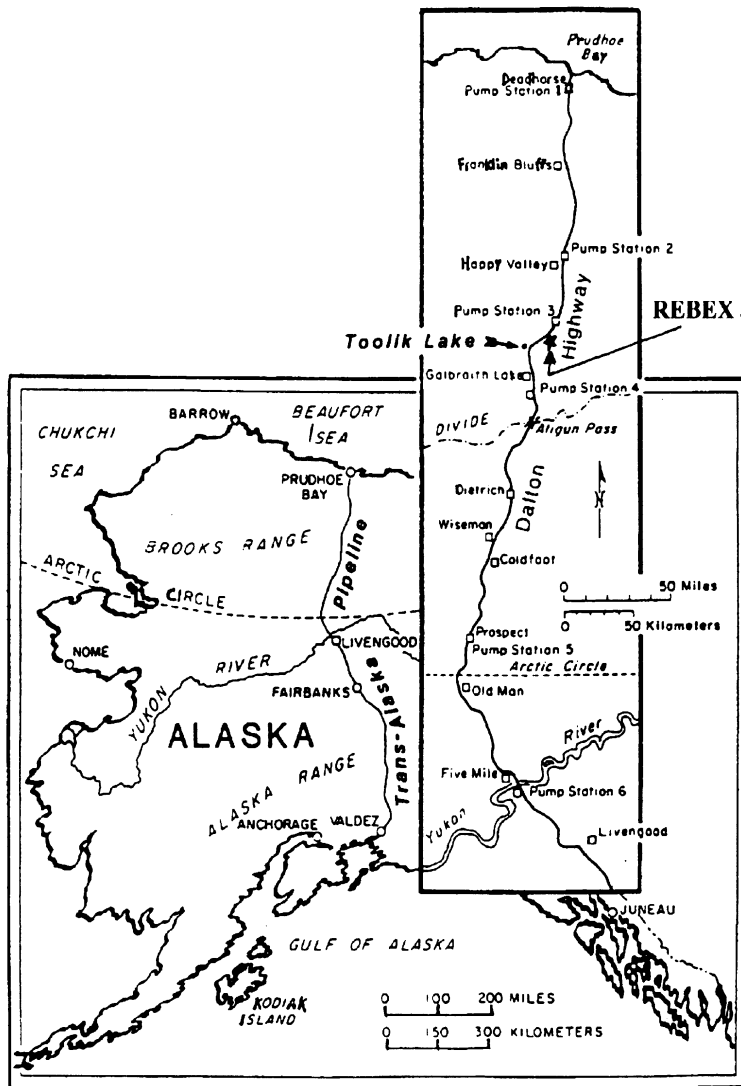 Prudhoe
Bay
Deadhorse
Pump Station 1
Franklin Bluffs
Pump Station 2
Happy Valley
Pump Station 3
Highway
REBEX
Toolik Lake
Galbraith Lake
Pump Station 4
DIVIDE
Atigun Pass
Dietrich
Dalton
N
Wiseman
Coldfoot
0 50 Miles
0 50 Kilometers
Prospect
Pump Station 5
Arctic Circle
Old Man
River
Five Mile
Pump Station 6
Yukon
Livengood
BARROW
BEAUFORT
SEA
CHUKCHI
SEA
PRUDHOE
BAY
BROOKS RANGE
Pipeline
ARCTIC
CIRCLE
LIVENGOOD
NOME
RIVER
YUKON
FAIRBANKS
ALASKA
Trans-Alaska
ALASKA RANGE
ANCHORAGE
VALDEZ
JUNEAU
GULF OF ALASKA
KODIAK
ISLAND
0 100 200 MILES
0 150 300 KILOMETERS